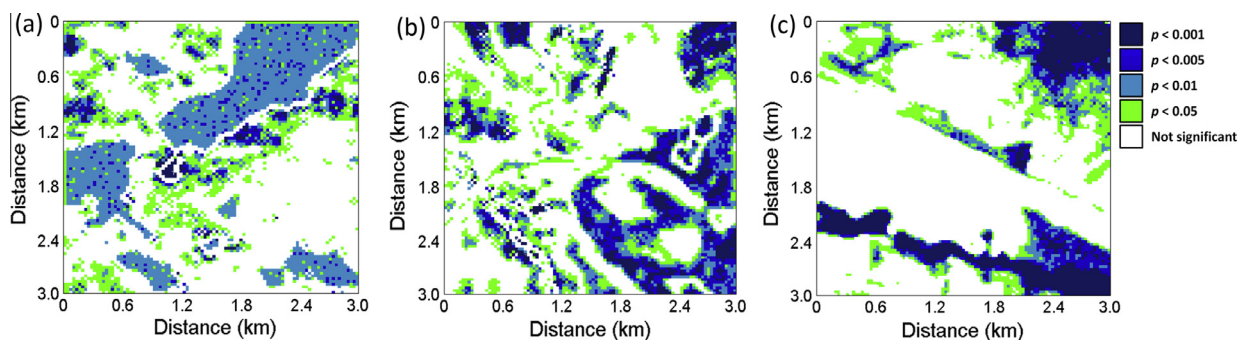 (a)
0
0.6
1.2
1.8
2.4
3.0
Distance (km)
0 0.6 1.2 1.8 2.4 3.0
Distance (km)
(b)
0
0.6
1.2
1.8
2.4
3.0
Distance (km)
0 0.6 1.2 1.8 2.4 3.0
Distance (km)
(c)
0
0.6
1.2
1.8
2.4
3.0
Distance (km)
0 0.6 1.2 1.8 2.4 3.0
Distance (km)
p < 0.001
p < 0.005
p < 0.01
p < 0.05
Not significant